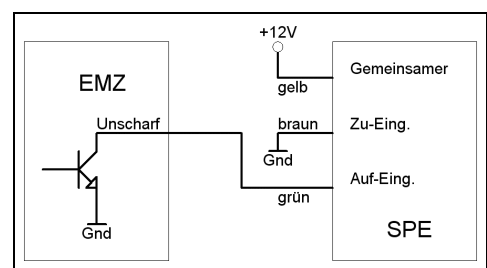 +12V
EMZ
Gemeinsamer
gelb
Unscharf
braun
Zu-Eing.
Gnd
Auf-Eing.
grün
Gnd
SPE